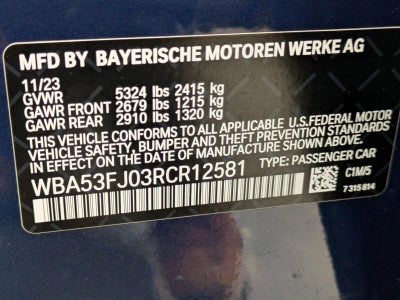 MFD BY BAYERISCHE MOTOREN WERKE AG
11/23
GVWR 5324 lbs 2415 kg
GAWR FRONT 2679 lbs 1215 kg
GAWR REAR 2910 lbs 1320 kg
THIS VEHICLE CONFORMS TO ALL APPLICABLE U.S.FEDERAL MOTOR
VEHICLE SAFETY, BUMPER AND THEFT PREVENTION STANDARDS
IN EFFECT ON THE DATE OF MANUFACTURE SHOWN ABOVE.
WBA53FJ03RCR12581 TYPE: PASSENGER CAR
C1M/5
7315814